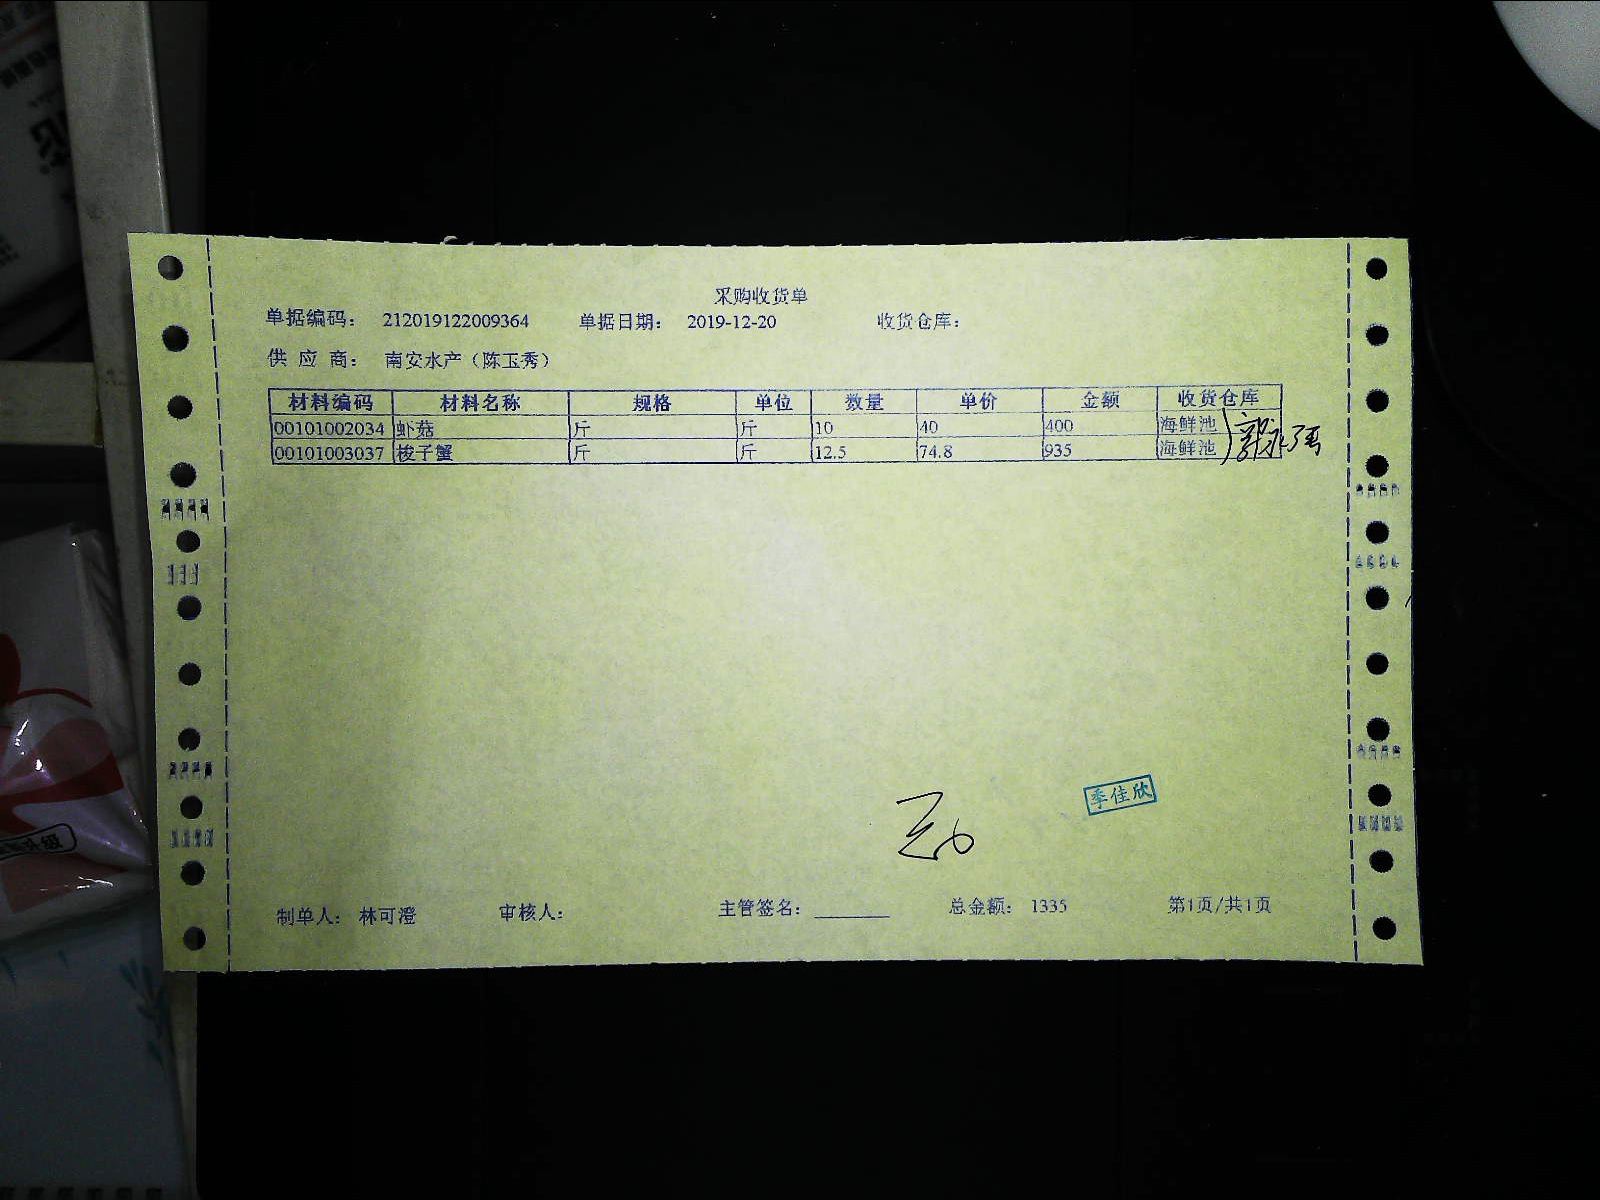 采购收货单
单据编码： 212019122009364 单据日期： 2019-12-20 收货仓库：
供 应 商： 南安水产（陈玉秀）
材料编码 材料名称 规格 单位 数量 单价 金额 收货仓库
00101002034 虾菇 斤 斤 10 40 400 海鲜池
00101003037 梭子蟹 斤 斤 12.5 74.8 935 海鲜池
季佳欣
制单人： 林可澄 审核人： 主管签名： 总金额： 1335 第1页/共1页